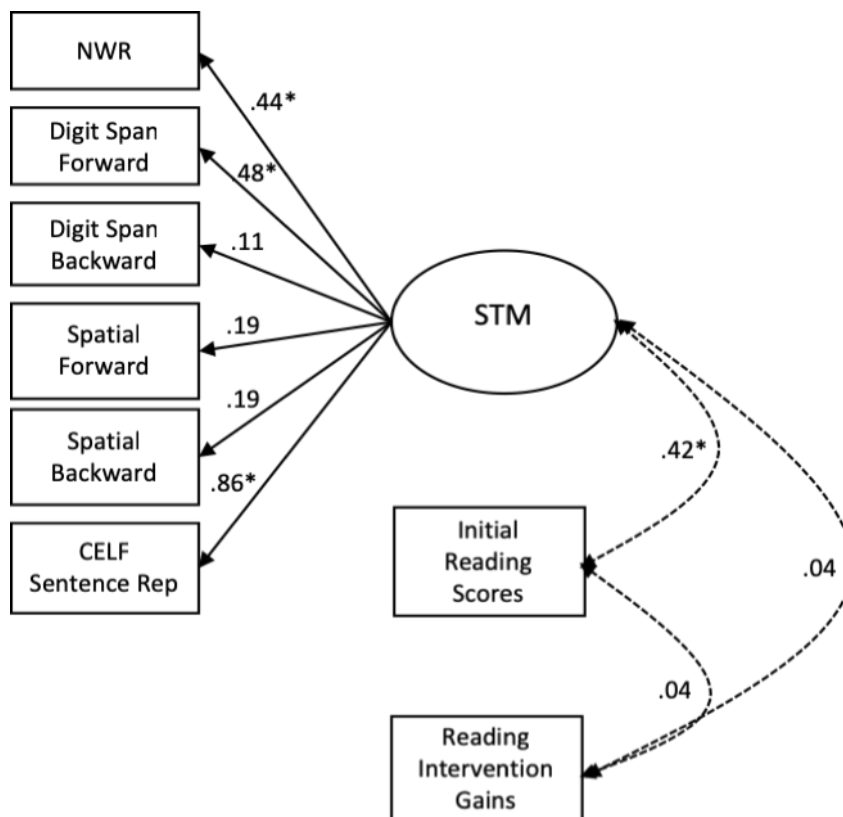 NWR
.44*
Digit Span
Forward
.48*
Digit Span
Backward
.11
Spatial
Forward
.19
Spatial
Backward
.19
CELF
Sentence Rep
.86*
STM
.42*
Initial
Reading
Scores
.04
.04
Reading
Intervention
Gains